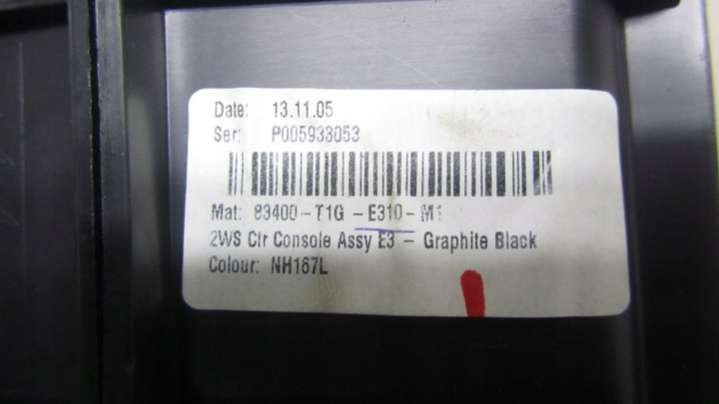 Date: 13.11.05
Ser: P005933053
Mat: 83400-T1G-E310-M1
2WS Ctr Console Assy E3 - Graphite Black
Colour: NH167L